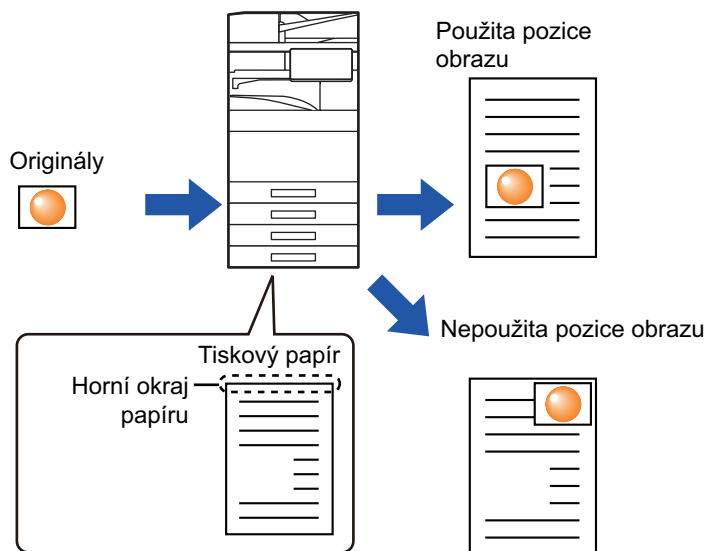 Použita pozice
obrazu
Originály
Nepoužita pozice obrazu
Tiskový papír
Horní okraj
papíru